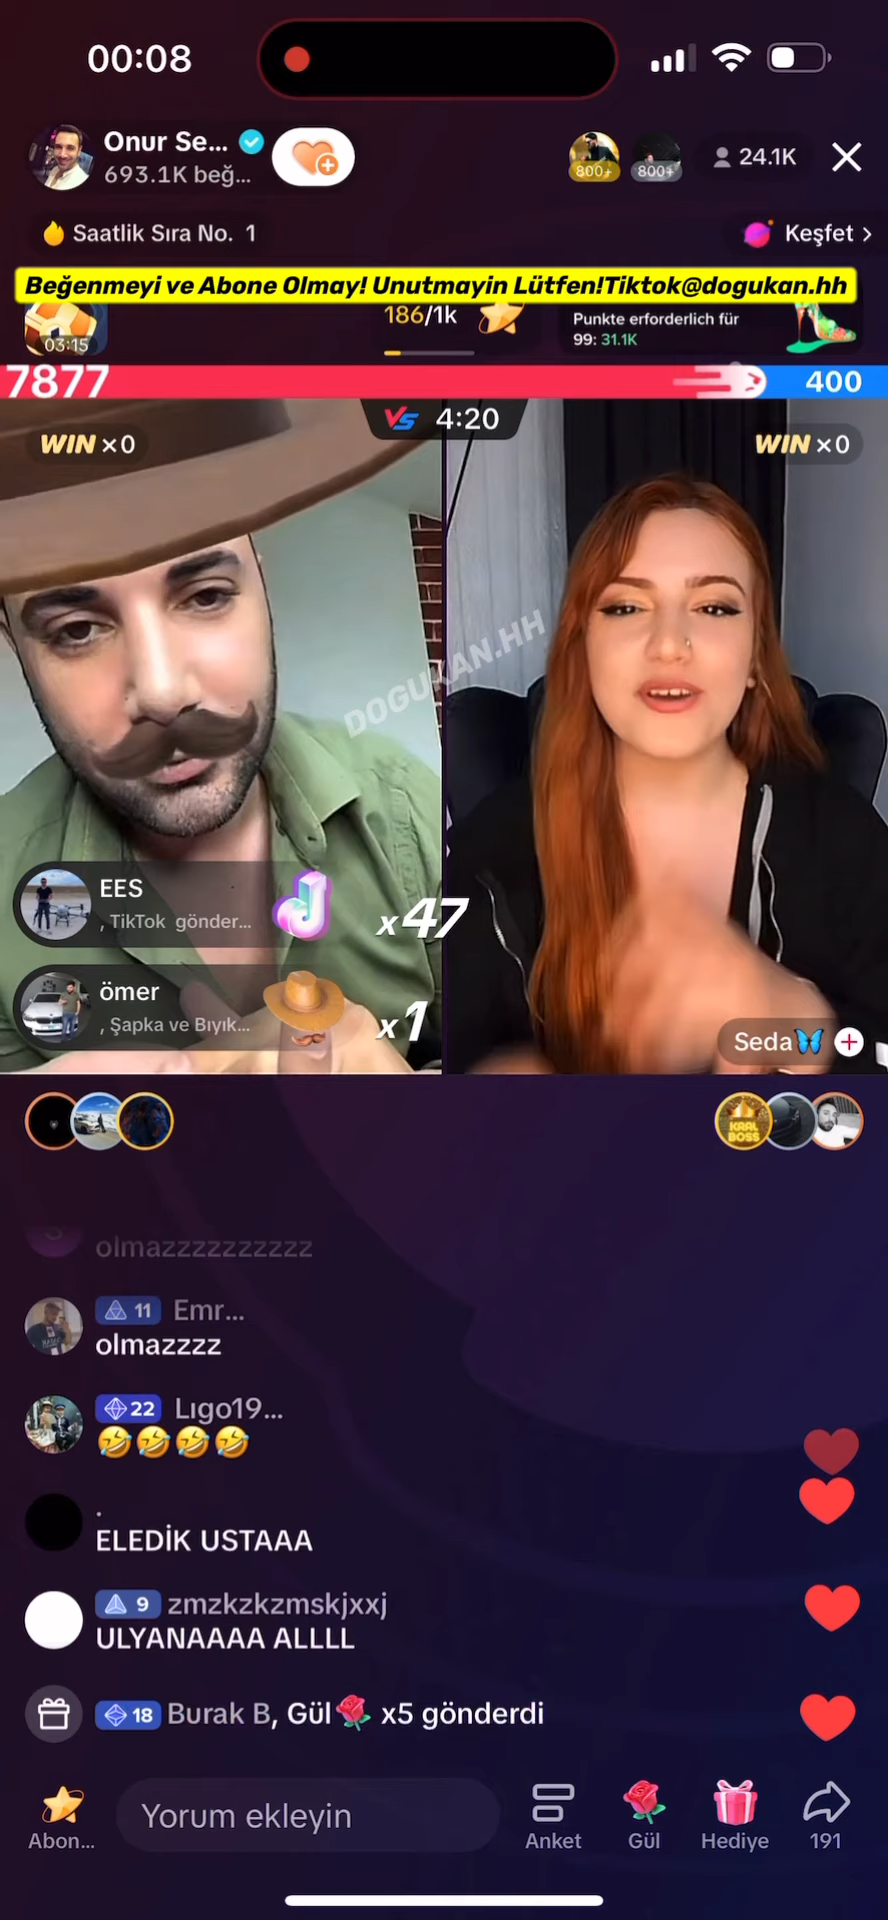 00:08
Onur Se...
693.1K beğ...
800+
800+
24.1K
Saatlik Sıra No. 1
Keşfet >
Beğenmeyi ve Abone Olmay! Unutmayin Lütfen!Tiktok@dogukan.hh
03:15
186/1k
Punkte erforderlich für
99: 31.1K
7877
400
VS 4:20
WIN x0
WIN x0
DOGUKAN.HH
EES
, TikTok gönder...
x47
ömer
, Şapka ve Bıyık...
x1
Seda🦋
KRAL
BOSS
olmazzzzzzzzzz
11 Emr...
olmazzzz
22 Lıgo19...
🤣🤣🤣🤣
.
ELEDİK USTAAA
9 zmzkzkzmskjxxj
ULYANAAAA ALLLL
18 Burak B, Gül🌹 x5 gönderdi
Abon...
Yorum ekleyin
Anket
Gül
Hediye
191